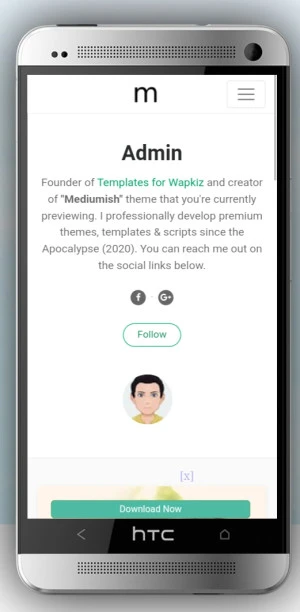 m
Admin
Founder of Templates for Wapkiz and creator
of "Mediumish" theme that you're currently
previewing. I professionally develop premium
themes, templates & scripts since the
Apocalypse (2020). You can reach me out on
the social links below.
f G+
Follow
[x]
Download Now
hTC